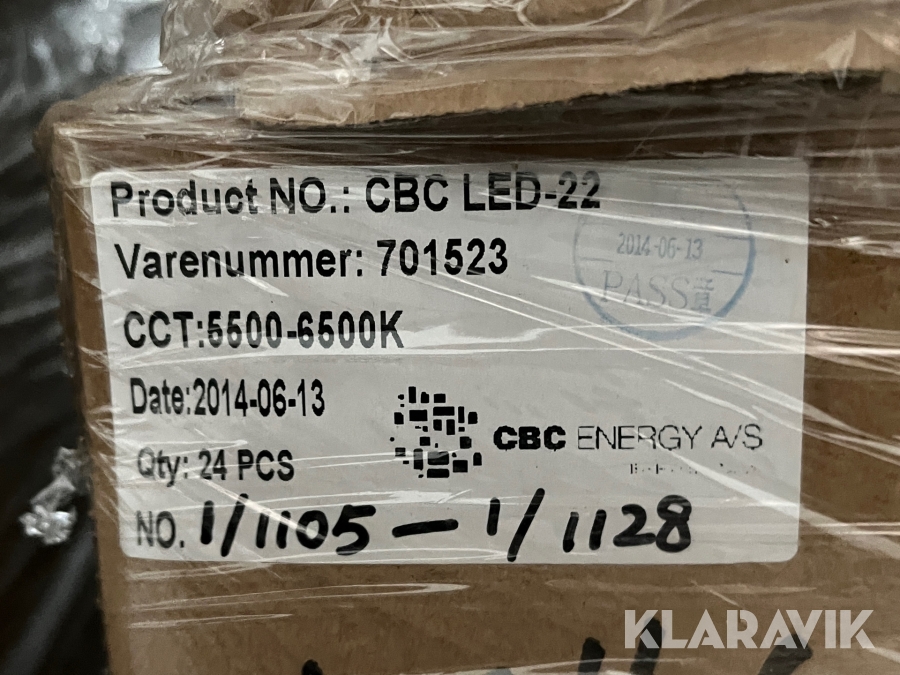 Product NO.: CBC LED-22
Varenummer: 701523
2014-06-13
PASS
CCT:5500-6500K
Date:2014-06-13
CBC ENERGY A/S
Qty: 24 PCS
NO. 1/1105 - 1/1128
KLARAVIK